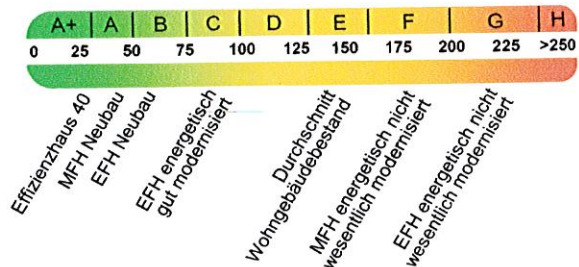 A+ A B C D E F G H
0 25 50 75 100 125 150 175 200 225 >250
Effizienzhaus 40
MFH Neubau
EFH Neubau
EFH energetisch
gut modernisiert
Durchschnitt
Wohngebäudebestand
MFH energetisch nicht
wesentlich modernisiert
EFH energetisch nicht
wesentlich modernisiert